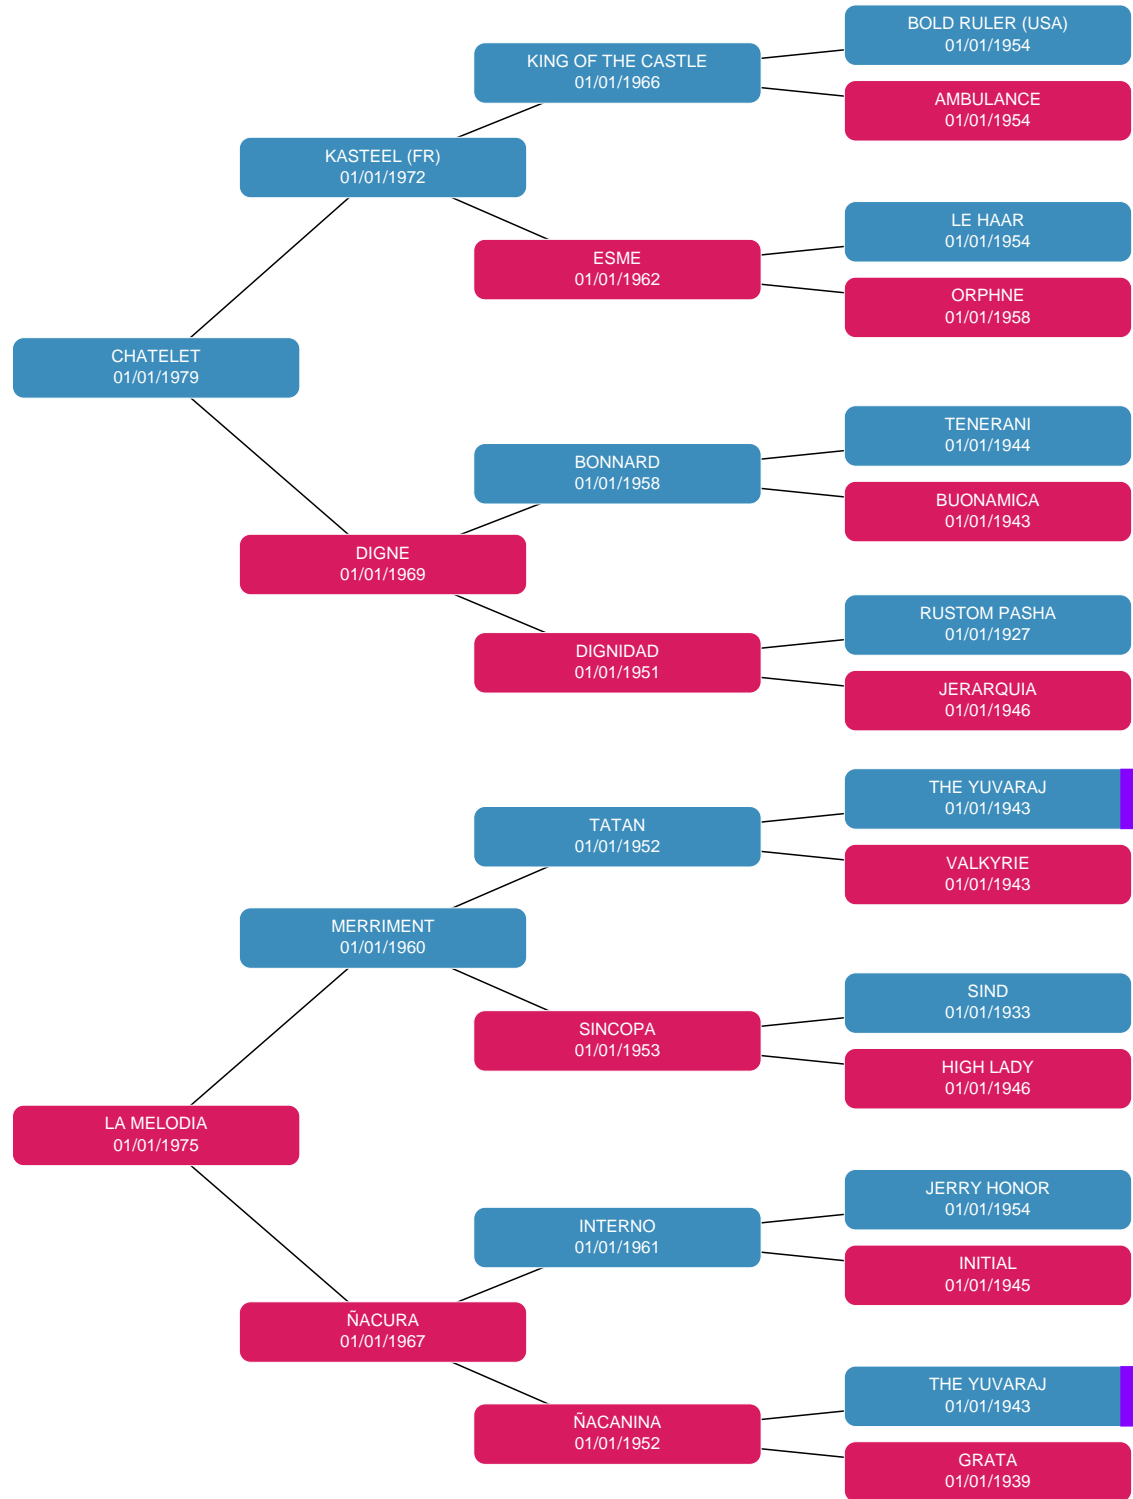 BOLD RULER (USA)
01/01/1954
KING OF THE CASTLE
01/01/1966
AMBULANCE
01/01/1954
KASTEEL (FR)
01/01/1972
LE HAAR
01/01/1954
ESME
01/01/1962
ORPHNE
01/01/1958
CHATELET
01/01/1979
TENERANI
01/01/1944
BONNARD
01/01/1958
BUONAMICA
01/01/1943
DIGNE
01/01/1969
RUSTOM PASHA
01/01/1927
DIGNIDAD
01/01/1951
JERARQUIA
01/01/1946
THE YUVARAJ
01/01/1943
TATAN
01/01/1952
VALKYRIE
01/01/1943
MERRIMENT
01/01/1960
SIND
01/01/1933
SINCOPA
01/01/1953
HIGH LADY
01/01/1946
LA MELODIA
01/01/1975
JERRY HONOR
01/01/1954
INTERNO
01/01/1961
INITIAL
01/01/1945
ÑACURA
01/01/1967
THE YUVARAJ
01/01/1943
ÑACANINA
01/01/1952
GRATA
01/01/1939